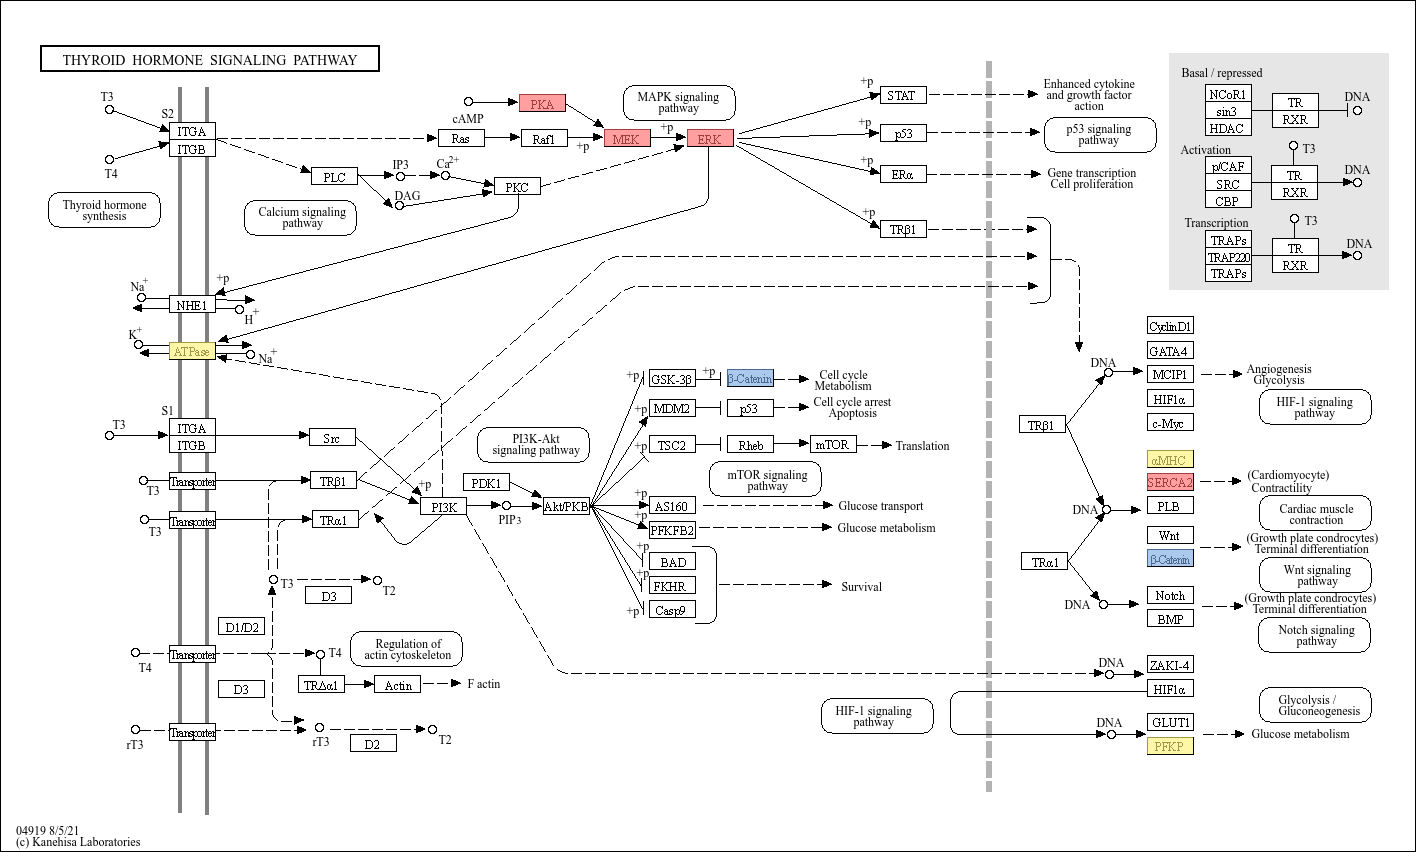 THYROID HORMONE SIGNALING PATHWAY
T3
S2
ITGA
ITGB
T4
Thyroid hormone
synthesis
cAMP
PKA
MAPK signaling
pathway
Ras
Raf1
+p
MEK
+p
ERK
PLC
IP3
Ca2+
DAG
PKC
Calcium signaling
pathway
+p
STAT
Enhanced cytokine
and growth factor
action
+p
p53
p53 signaling
pathway
+p
ERα
Gene transcription
Cell proliferation
+p
TRβ1
Basal / repressed
NCoR1
sin3
HDAC
TR
RXR
DNA
Activation
p/CAF
SRC
CBP
T3
TR
RXR
DNA
Transcription
TRAPs
TRAP220
TRAPs
T3
TR
RXR
DNA
Na+
+p
NHE1
H+
K+
ATPase
Na+
S1
T3
ITGA
ITGB
Src
Transporter
T3
TRβ1
Transporter
T3
TRα1
+p
PI3K
PI3K-Akt
signaling pathway
PDK1
PIP3
Akt/PKB
+p
GSK-3β
+p
β-Catenin
Cell cycle
Metabolism
+p
MDM2
p53
Cell cycle arrest
Apoptosis
+p
TSC2
Rheb
mTOR
Translation
mTOR signaling
pathway
+p
AS160
Glucose transport
+p
PFKFB2
Glucose metabolism
+p
BAD
+p
FKHR
Survival
+p
Casp9
T3
T2
D3
D1/D2
Transporter
T4
T4
TRΔα1
Actin
F actin
Regulation of
actin cytoskeleton
D3
Transporter
rT3
rT3
T2
D2
TRβ1
DNA
CyclinD1
GATA4
MCIP1
HIF1α
c-Myc
Angiogenesis
Glycolysis
HIF-1 signaling
pathway
αMHC
SERCA2
PLB
DNA
(Cardiomyocyte)
Contractility
Cardiac muscle
contraction
TRα1
Wnt
β-Catenin
(Growth plate condrocytes)
Terminal differentiation
Wnt signaling
pathway
DNA
Notch
BMP
(Growth plate condrocytes)
Terminal differentiation
Notch signaling
pathway
DNA
ZAKI-4
HIF1α
HIF-1 signaling
pathway
Glycolysis /
Gluconeogenesis
DNA
GLUT1
PFKP
Glucose metabolism
04919 8/5/21
(c) Kanehisa Laboratories